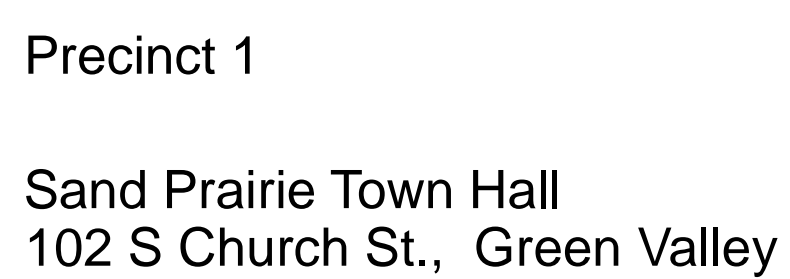 Precinct 1
Sand Prairie Town Hall
102 S Church St.,  Green Valley